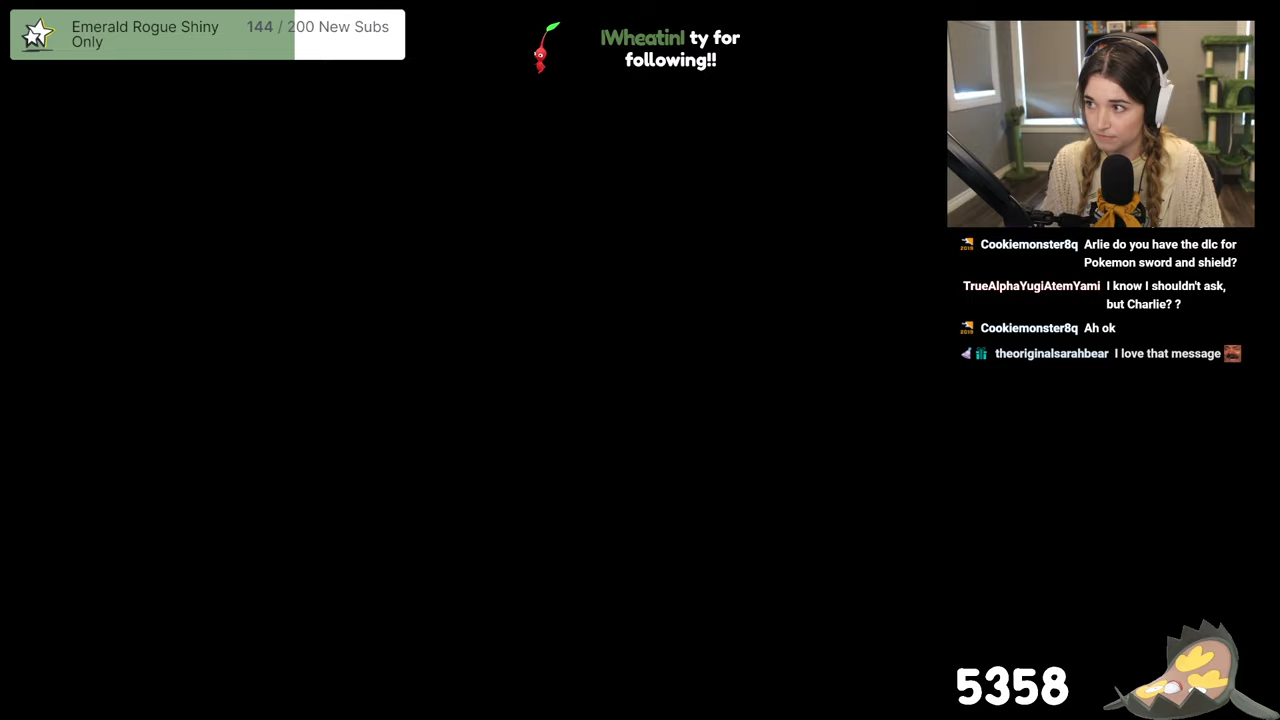 Emerald Rogue Shiny Only
144 / 200 New Subs
IWheatinI ty for
following!!
Cookiemonster8q Arlie do you have the dlc for
Pokemon sword and shield?
TrueAlphaYugiAtemYami I know I shouldn't ask,
but Charlie? ?
Cookiemonster8q Ah ok
theoriginalsarahbear I love that message
5358